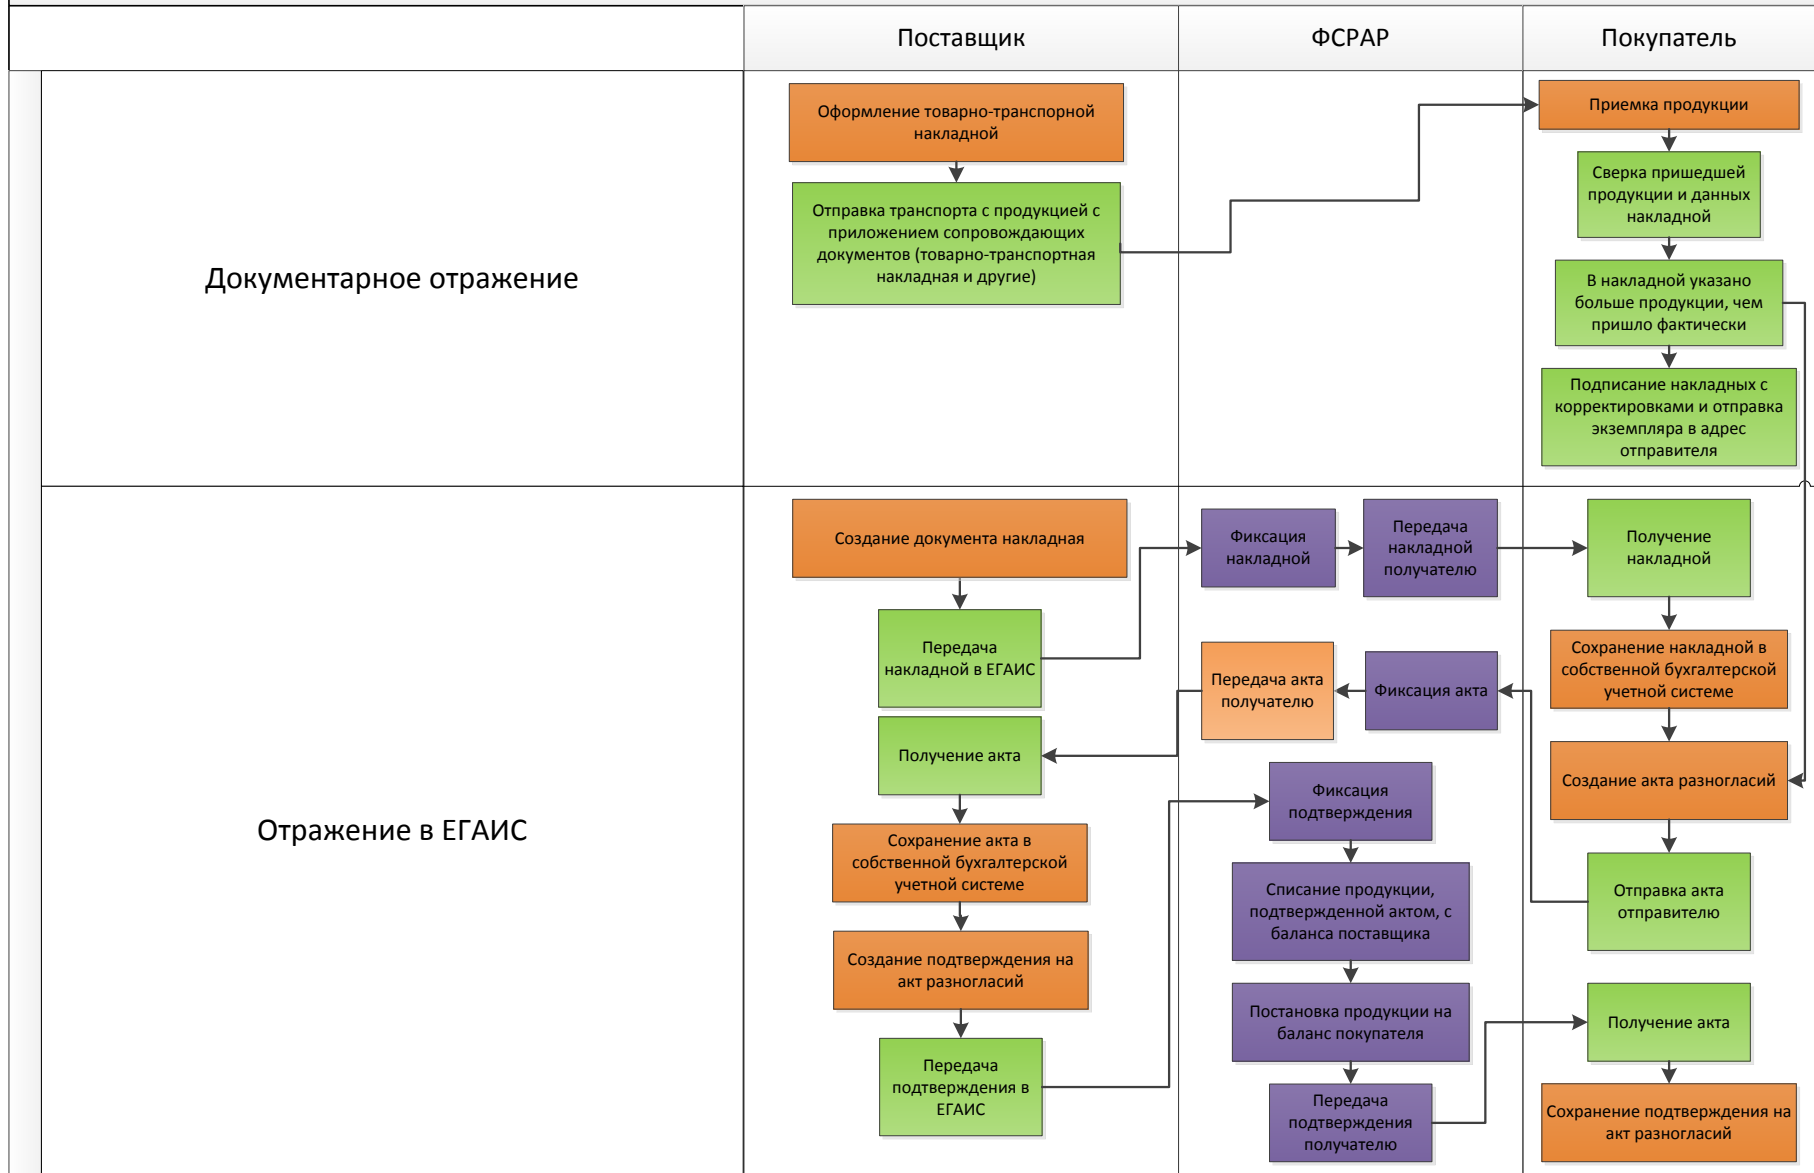 Поставщик
ФСРАР
Покупатель
Документарное отражение
Оформление товарно-транспорной
накладной
Отправка транспорта с продукцией с
приложением сопровождающих
документов (товарно-транспортная
накладная и другие)
Приемка продукции
Сверка пришедшей
продукции и данных
накладной
В накладной указано
больше продукции, чем
пришло фактически
Подписание накладных с
корректировками и отправка
экземпляра в адрес
отправителя
Отражение в ЕГАИС
Создание документа накладная
Передача
накладной в ЕГАИС
Получение акта
Сохранение акта в
собственной бухгалтерской
учетной системе
Создание подтверждения на
акт разногласий
Передача
подтверждения в
ЕГАИС
Фиксация
накладной
Передача
накладной
получателю
Передача акта
получателю
Фиксация акта
Фиксация
подтверждения
Списание продукции,
подтвержденной актом, с
баланса поставщика
Постановка продукции на
баланс покупателя
Передача
подтверждения
получателю
Получение
накладной
Сохранение накладной в
собственной бухгалтерской
учетной системе
Создание акта разногласий
Отправка акта
отправителю
Получение акта
Сохранение подтверждения на
акт разногласий